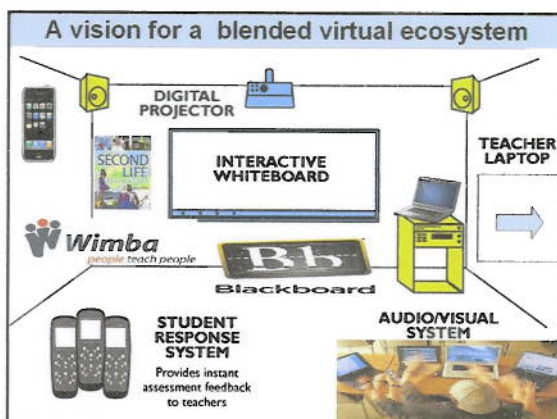 A vision for a blended virtual ecosystem
DIGITAL
PROJECTOR
SECOND
LIFE
INTERACTIVE
WHITEBOARD
TEACHER
LAPTOP
Wimba
people teach people
Bb
Blackboard
STUDENT
RESPONSE
SYSTEM
Provides instant
assessment feedback
to teachers
AUDIO/VISUAL
SYSTEM